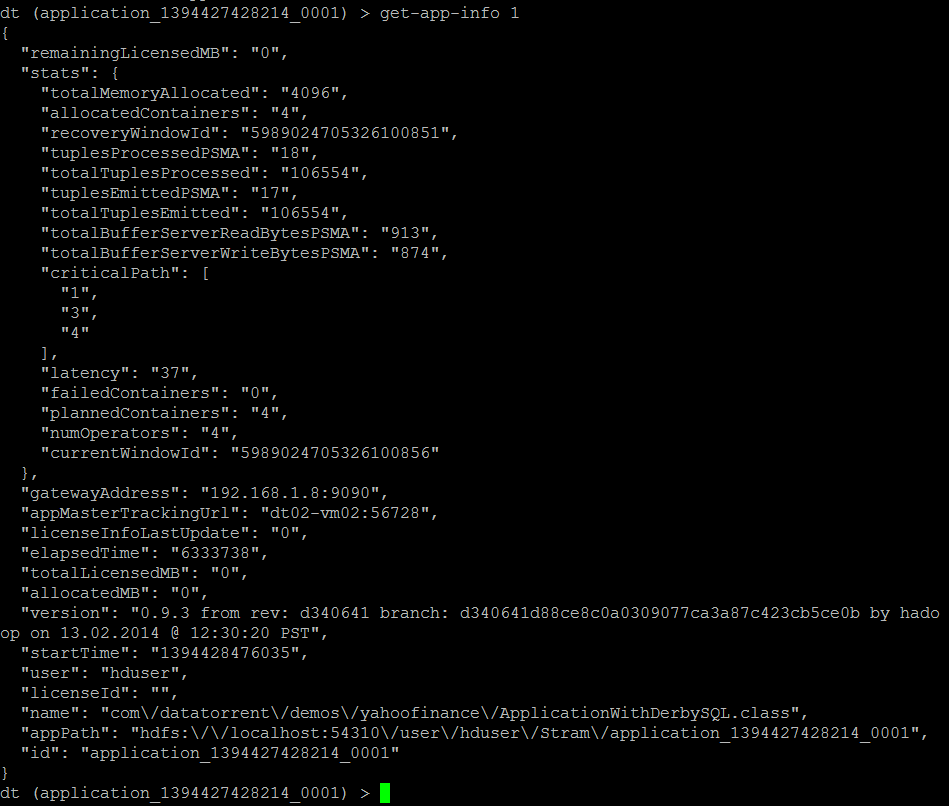 dt (application_1394427428214_0001) > get-app-info 1
{
  "remainingLicensedMB": "0",
  "stats": {
    "totalMemoryAllocated": "4096",
    "allocatedContainers": "4",
    "recoveryWindowId": "5989024705326100851",
    "tuplesProcessedPSMA": "18",
    "totalTuplesProcessed": "106554",
    "tuplesEmittedPSMA": "17",
    "totalTuplesEmitted": "106554",
    "totalBufferServerReadBytesPSMA": "913",
    "totalBufferServerWriteBytesPSMA": "874",
    "criticalPath": [
      "1",
      "3",
      "4"
    ],
    "latency": "37",
    "failedContainers": "0",
    "plannedContainers": "4",
    "numOperators": "4",
    "currentWindowId": "5989024705326100856"
  },
  "gatewayAddress": "192.168.1.8:9090",
  "appMasterTrackingUrl": "dt02-vm02:56728",
  "licenseInfoLastUpdate": "0",
  "elapsedTime": "6333738",
  "totalLicensedMB": "0",
  "allocatedMB": "0",
  "version": "0.9.3 from rev: d340641 branch: d340641d88ce8c0a0309077ca3a87c423cb5ce0b by hado
op on 13.02.2014 @ 12:30:20 PST",
  "startTime": "1394428476035",
  "user": "hduser",
  "licenseId": "",
  "name": "com\/datatorrent\/demos\/yahoofinance\/ApplicationWithDerbySQL.class",
  "appPath": "hdfs:\/\/localhost:54310\/user\/hduser\/Stram\/application_1394427428214_0001",
  "id": "application_1394427428214_0001"
}
dt (application_1394427428214_0001) >